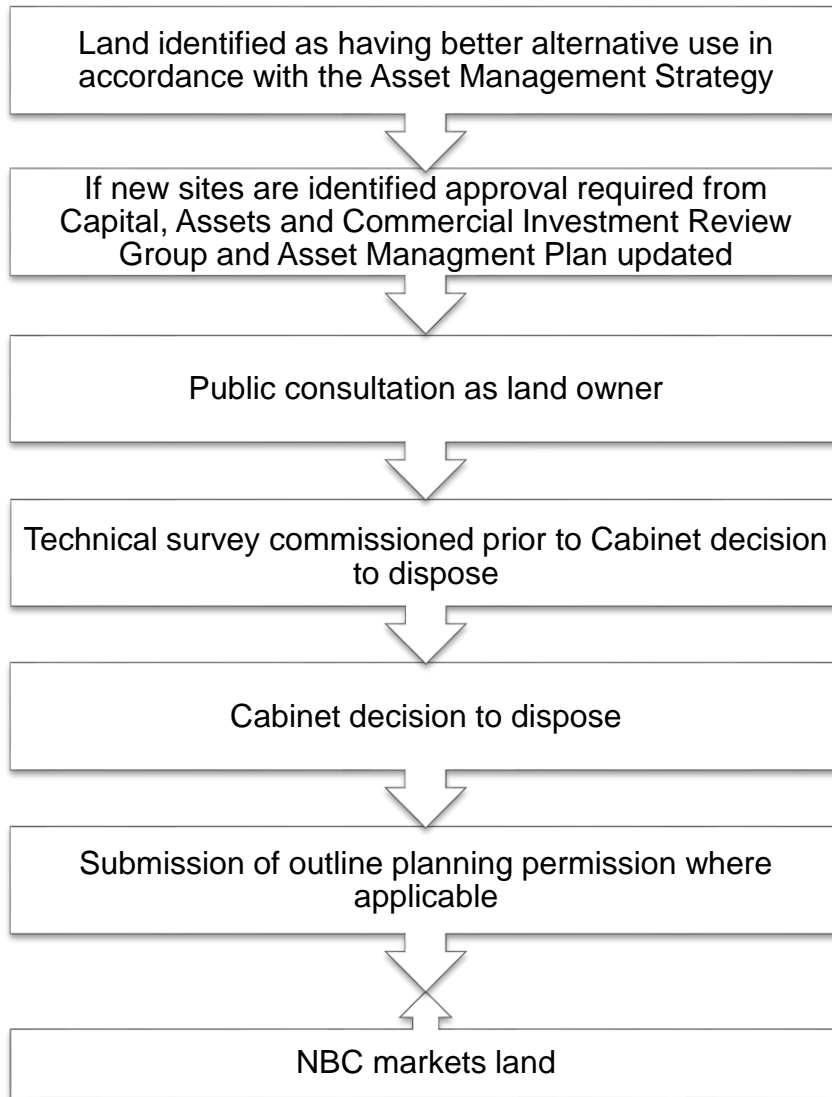 Land identified as having better alternative use in
accordance with the Asset Management Strategy
If new sites are identified approval required from
Capital, Assets and Commercial Investment Review
Group and Asset Managment Plan updated
Public consultation as land owner
Technical survey commissioned prior to Cabinet decision
to dispose
Cabinet decision to dispose
Submission of outline planning permission where
applicable
NBC markets land